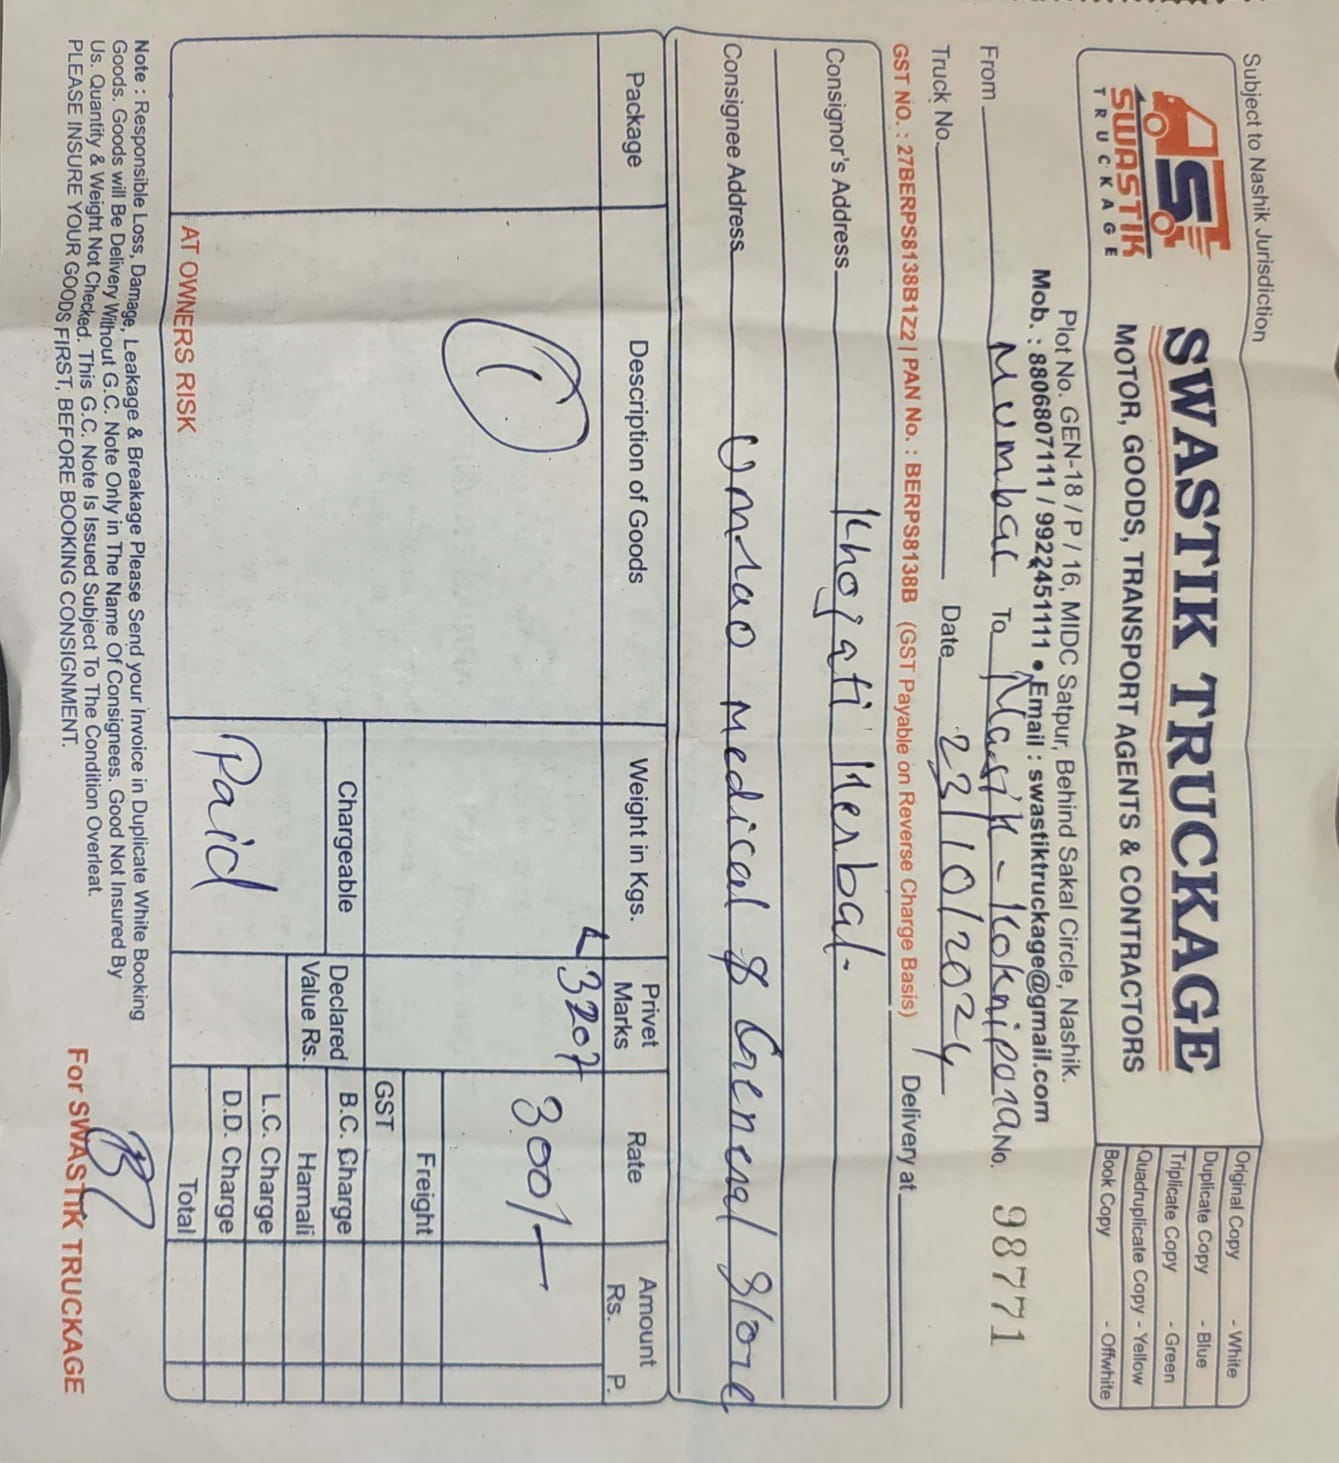 Subject to Nashik Jurisdiction
SWASTIK
TRUCKAGE
SWASTIK TRUCKAGE
MOTOR, GOODS, TRANSPORT AGENTS & CONTRACTORS
Plot No. GEN-18 / P / 16, MIDC Satpur, Behind Sakal Circle, Nashik.
Mob. : 8806807111 / 9922451111 • Email : swastiktruckage@gmail.com
Original Copy - White
Duplicate Copy - Blue
Triplicate Copy - Green
Quadruplicate Copy - Yellow
Book Copy - Offwhite
From Mumbai To Nasik - Koknipora No. 98771
Truck No. Date 23/10/2024
GST NO. : 27BERPS8138B1Z2 | PAN No. : BERPS8138B (GST Payable on Reverse Charge Basis) Delivery at
Consignor's Address Khojati Herbal.
Consignee Address Umrao Medical & General Store
Package Description of Goods Weight in Kgs. Privet Marks Rate Amount Rs. P.
3207
300/-
Freight
GST
Chargeable Declared Value Rs. B.C. Charge
Hamali
L.C. Charge
Paid
D.D. Charge
AT OWNERS RISK Total
Note : Responsible Loss, Damage, Leakage & Breakage Please Send your Invoice in Duplicate White Booking
Goods. Goods will Be Delivery Without G.C. Note Only in The Name Of Consignees. Good Not Insured By
Us. Quantity & Weight Not Checked. This G.C. Note Is Issued Subject To The Condition Overleat.
PLEASE INSURE YOUR GOODS FIRST, BEFORE BOOKING CONSIGNMENT.
For SWASTIK TRUCKAGE